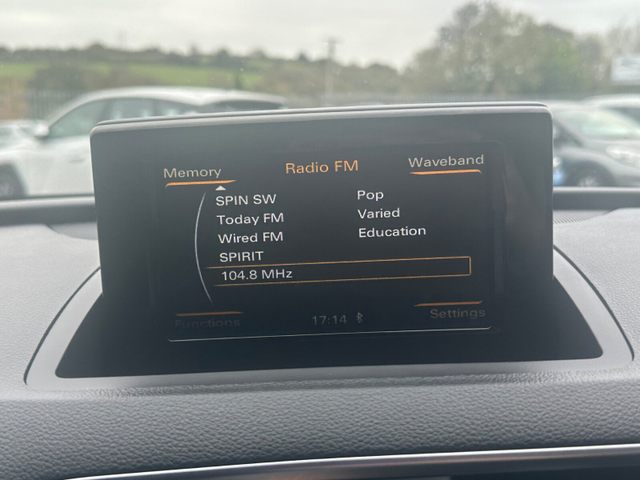 Memory Radio FM Waveband
SPIN SW Pop
Today FM Varied
Wired FM Education
SPIRIT
104.8 MHz
Functions 17:14 Settings